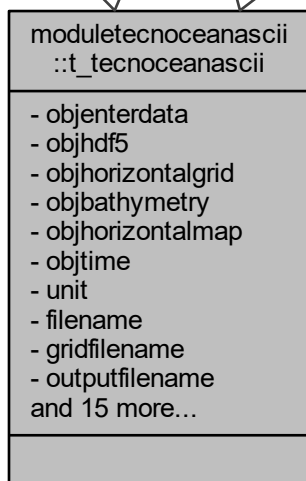 moduletecnoceanascii
::t_tecnoceanascii
- objenterdata
- objhdf5
- objhorizontalgrid
- objbathymetry
- objhorizontalmap
- objtime
- unit
- filename
- gridfilename
- outputfilename
and 15 more...